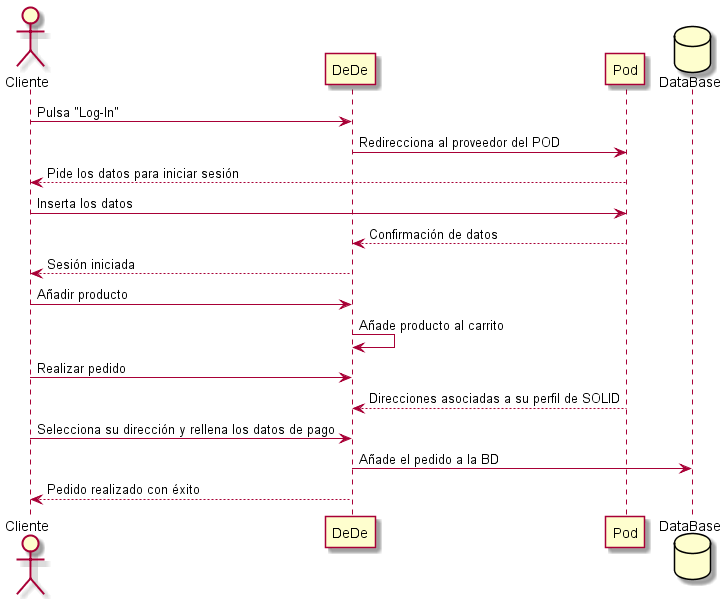 Cliente
DeDe
Pod
DataBase
Pulsa "Log-In"
Redirecciona al proveedor del POD
Pide los datos para iniciar sesión
Inserta los datos
Confirmación de datos
Sesión iniciada
Añadir producto
Añade producto al carrito
Realizar pedido
Direcciones asociadas a su perfil de SOLID
Selecciona su dirección y rellena los datos de pago
Añade el pedido a la BD
Pedido realizado con éxito
Cliente
DeDe
Pod
DataBase